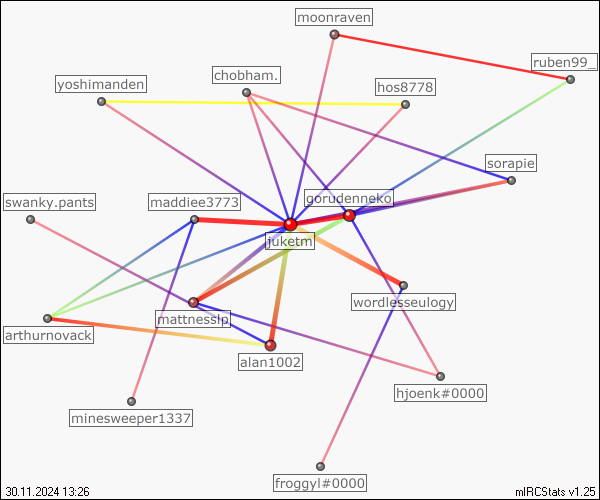 moonraven
ruben99_
yoshimanden
chobham.
hos8778
sorapie
swanky.pants
maddiee3773
gorudenneko
juketm
wordlesseulogy
mattnessfp
arthurnovack
alan1002
hjoenk#0000
minesweeper1337
froggyl#0000
30.11.2024 13:26
mIRCStats v1.25